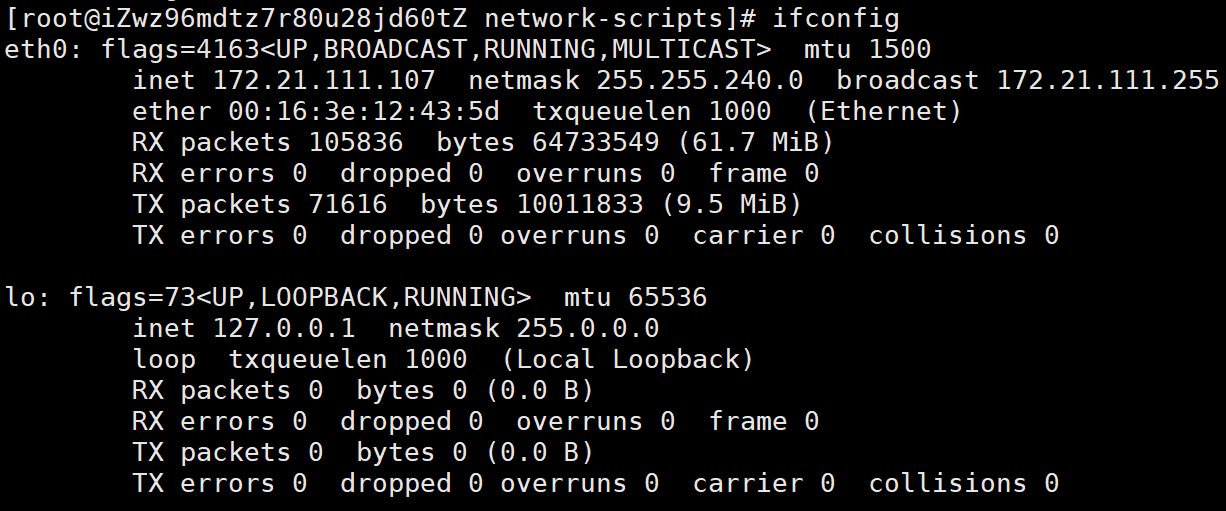 [root@iZwz96mdtz7r80u28jd60tZ network-scripts]# ifconfig
eth0: flags=4163<UP,BROADCAST,RUNNING,MULTICAST>  mtu 1500
        inet 172.21.111.107  netmask 255.255.240.0  broadcast 172.21.111.255
        ether 00:16:3e:12:43:5d  txqueuelen 1000  (Ethernet)
        RX packets 105836  bytes 64733549 (61.7 MiB)
        RX errors 0  dropped 0  overruns 0  frame 0
        TX packets 71616  bytes 10011833 (9.5 MiB)
        TX errors 0  dropped 0 overruns 0  carrier 0  collisions 0

lo: flags=73<UP,LOOPBACK,RUNNING>  mtu 65536
        inet 127.0.0.1  netmask 255.0.0.0
        loop  txqueuelen 1000  (Local Loopback)
        RX packets 0  bytes 0 (0.0 B)
        RX errors 0  dropped 0  overruns 0  frame 0
        TX packets 0  bytes 0 (0.0 B)
        TX errors 0  dropped 0 overruns 0  carrier 0  collisions 0